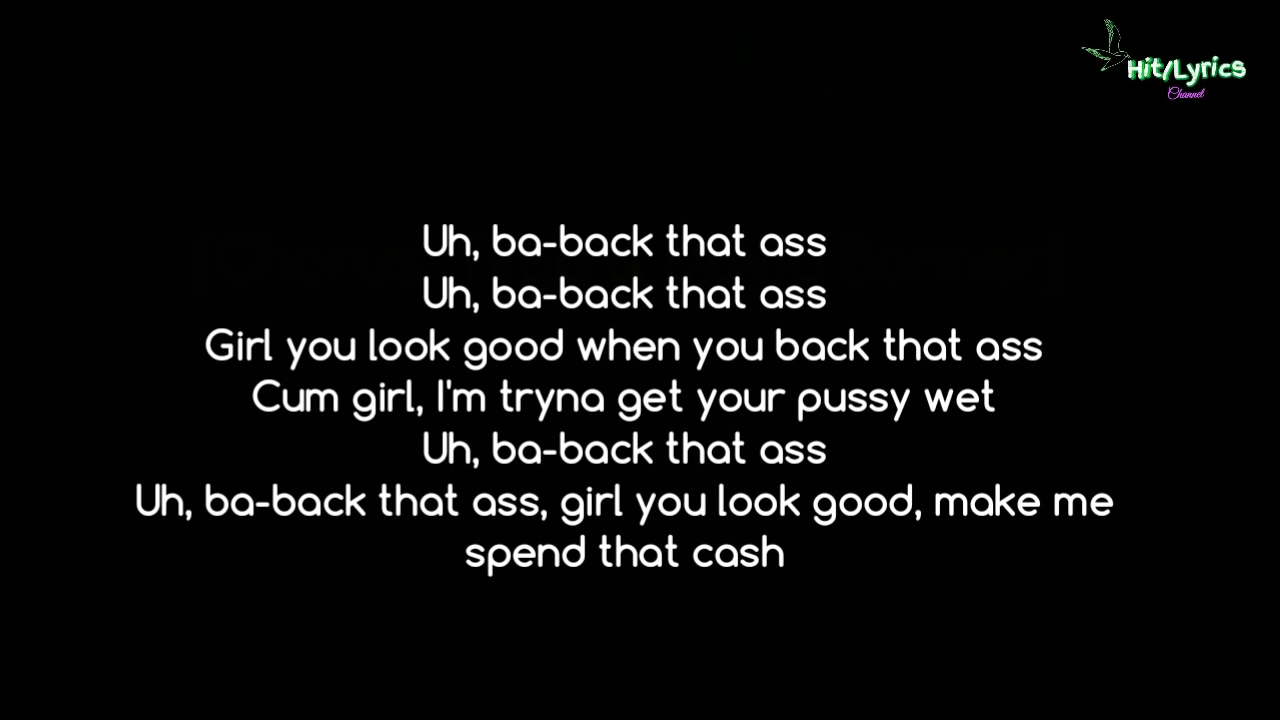 Hit/Lyrics
Channel
Uh, ba-back that ass
Uh, ba-back that ass
Girl you look good when you back that ass
Cum girl, I'm tryna get your pussy wet
Uh, ba-back that ass
Uh, ba-back that ass, girl you look good, make me
spend that cash